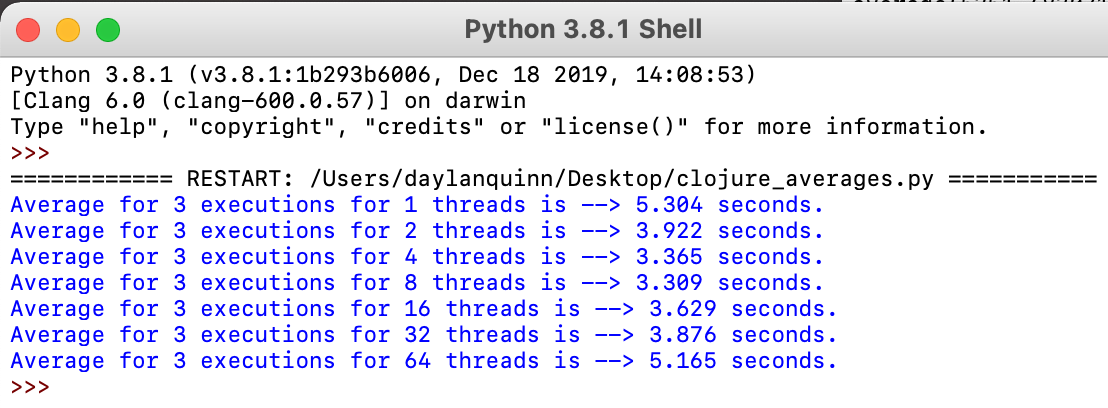 Python 3.8.1 Shell
Python 3.8.1 (v3.8.1:1b293b6006, Dec 18 2019, 14:08:53)
[Clang 6.0 (clang-600.0.57)] on darwin
Type "help", "copyright", "credits" or "license()" for more information.
>>>
============ RESTART: /Users/daylanquinn/Desktop/clojure_averages.py ===========
Average for 3 executions for 1 threads is --> 5.304 seconds.
Average for 3 executions for 2 threads is --> 3.922 seconds.
Average for 3 executions for 4 threads is --> 3.365 seconds.
Average for 3 executions for 8 threads is --> 3.309 seconds.
Average for 3 executions for 16 threads is --> 3.629 seconds.
Average for 3 executions for 32 threads is --> 3.876 seconds.
Average for 3 executions for 64 threads is --> 5.165 seconds.
>>>